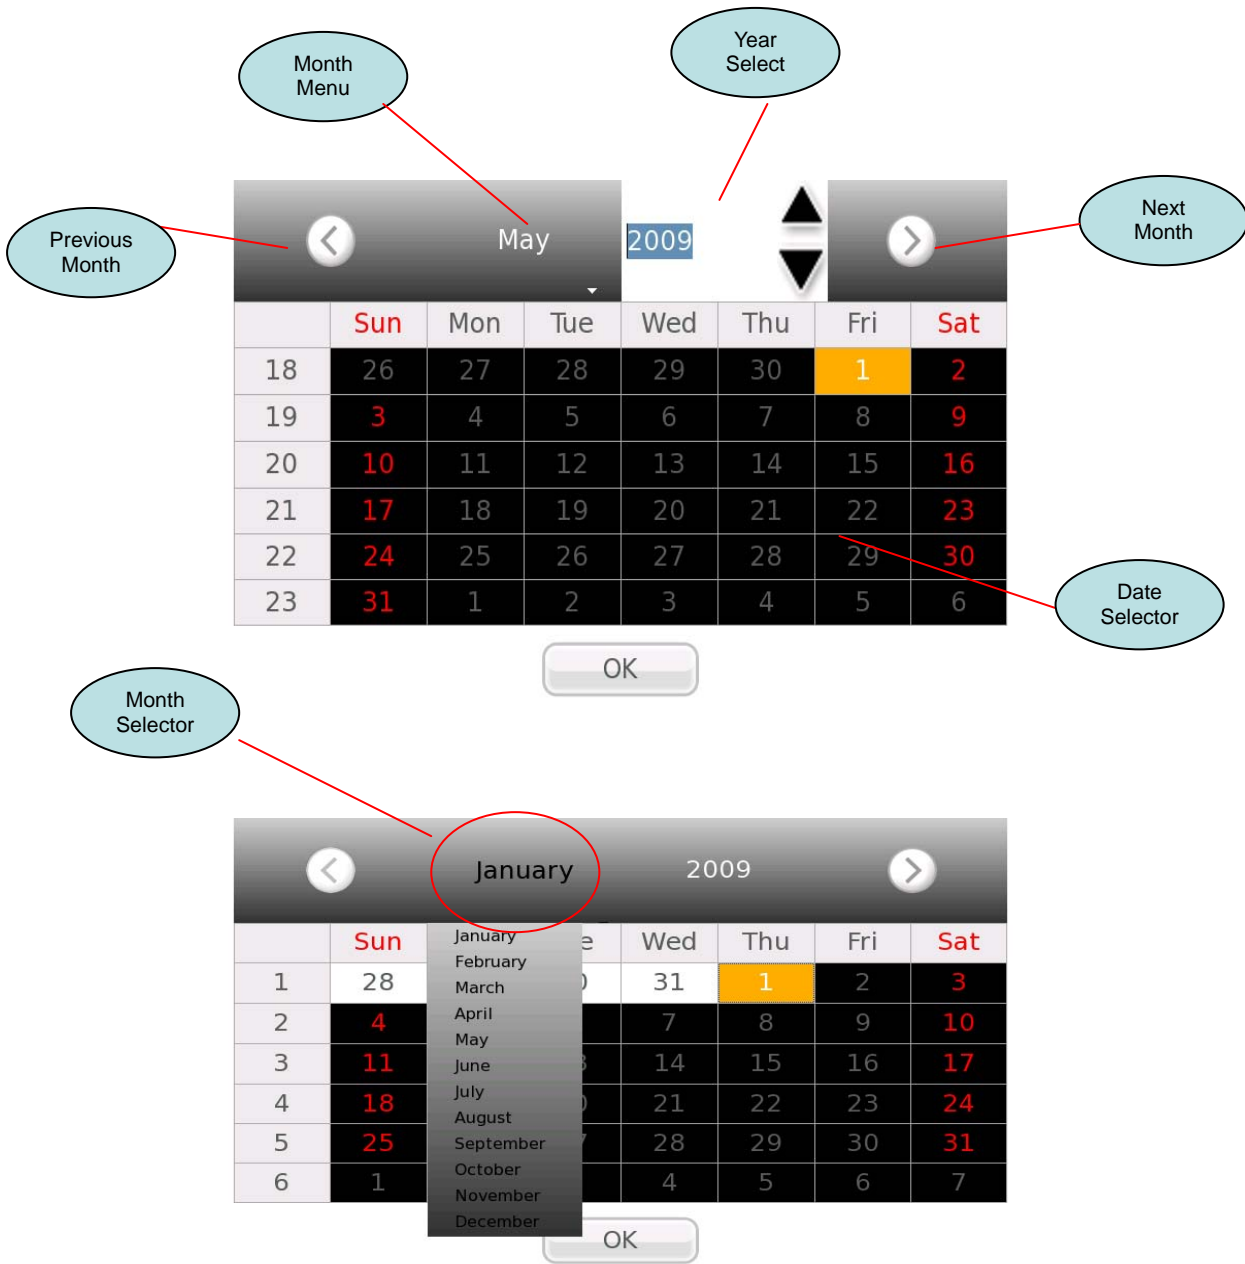 Year
Select
Month
Menu
Next
Month
Previous
Month
May
2009
Sun Mon Tue Wed Thu Fri Sat
18 26 27 28 29 30 1 2
19 3 4 5 6 7 8 9
20 10 11 12 13 14 15 16
21 17 18 19 20 21 22 23
22 24 25 26 27 28 29 30
23 31 1 2 3 4 5 6
Date
Selector
OK
Month
Selector
January 2009
Sun Wed Thu Fri Sat
1 28 31 1 2 3
2 4 7 8 9 10
3 11 14 15 16 17
4 18 21 22 23 24
5 25 28 29 30 31
6 1 4 5 6 7
January
February
March
April
May
June
July
August
September
October
November
December
OK